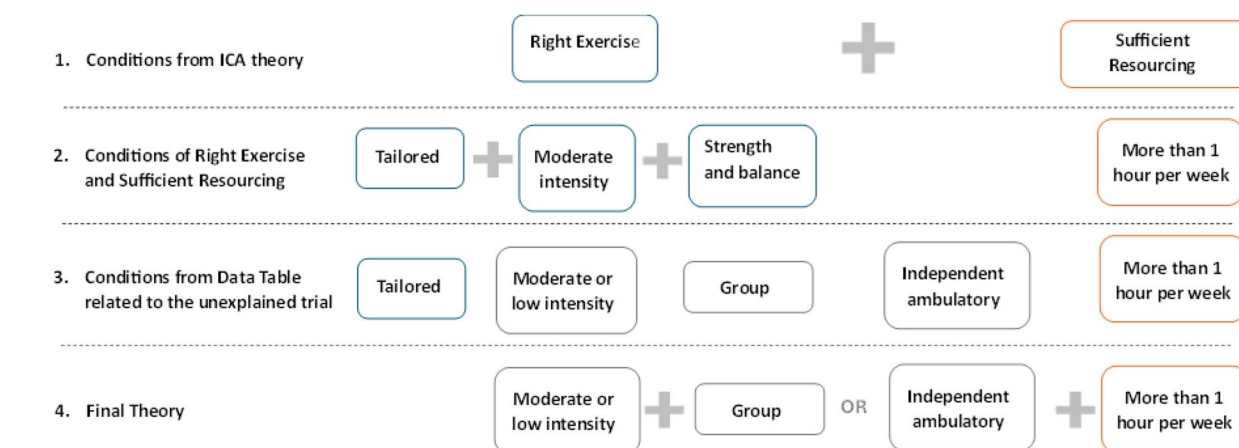 1. Conditions from ICA theory
Right Exercise
Sufficient
Resourcing
2. Conditions of Right Exercise
and Sufficient Resourcing
Tailored
Moderate
intensity
Strength
and balance
More than 1
hour per week
3. Conditions from Data Table
related to the unexplained trial
Tailored
Moderate or
low intensity
Group
Independent
ambulatory
More than 1
hour per week
4. Final Theory
Moderate or
low intensity
Group
OR
Independent
ambulatory
More than 1
hour per week